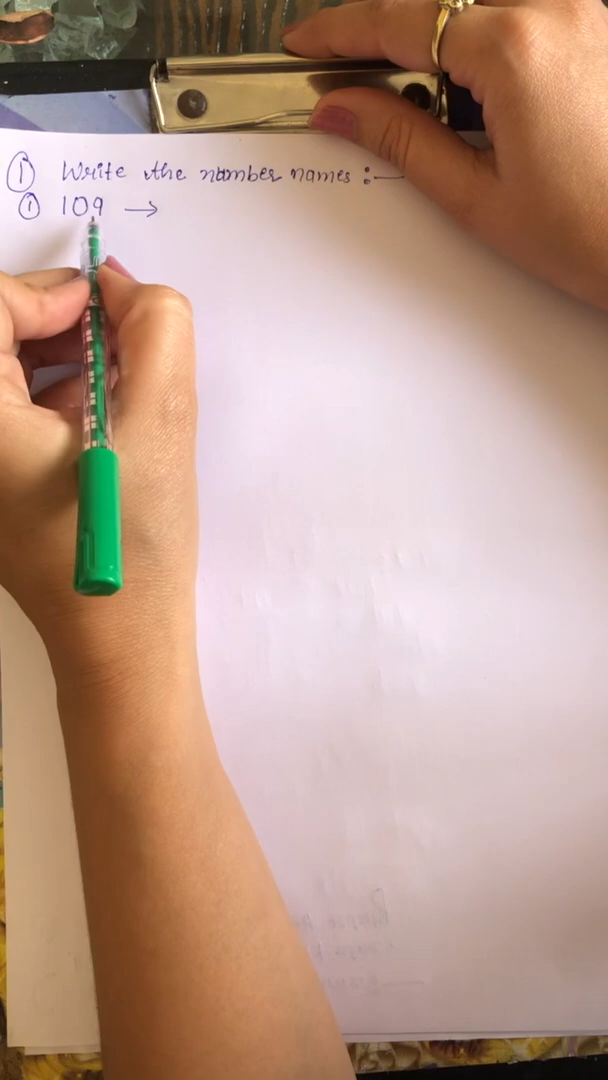 ① Write the number names :—
① 109 →